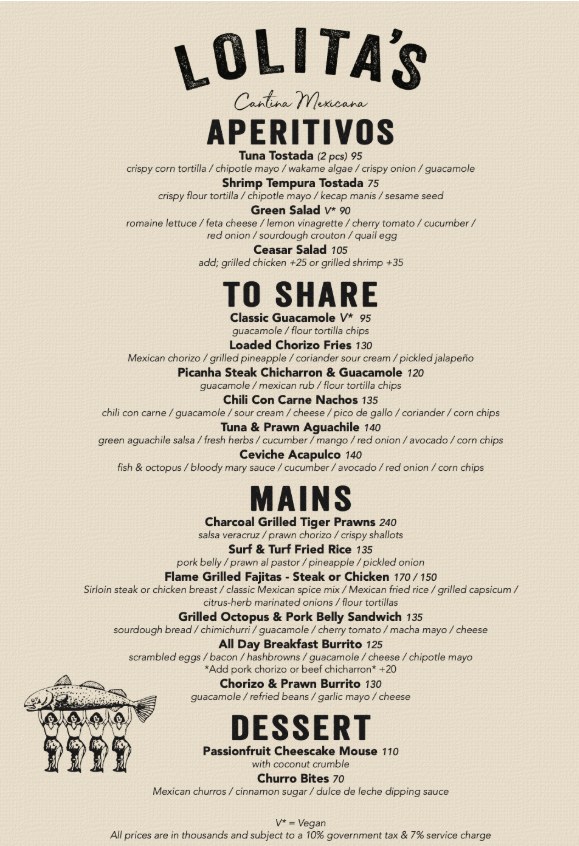 LOLITA'S
Cantina Mexicana
APERITIVOS
Tuna Tostada (2 pcs) 95
crispy corn tortilla / chipotle mayo / wakame algae / crispy onion / guacamole
Shrimp Tempura Tostada 75
crispy flour tortilla / chipotle mayo / kecap manis / sesame seed
Green Salad V* 90
romaine lettuce / feta cheese / lemon vinagrette / cherry tomato / cucumber /
red onion / sourdough crouton / quail egg
Ceasar Salad 105
add; grilled chicken +25 or grilled shrimp +35
TO SHARE
Classic Guacamole V* 95
guacamole / flour tortilla chips
Loaded Chorizo Fries 130
Mexican chorizo / grilled pineapple / coriander sour cream / pickled jalapeño
Picanha Steak Chicharron & Guacamole 120
guacamole / mexican rub / flour tortilla chips
Chili Con Carne Nachos 135
chili con carne / guacamole / sour cream / cheese / pico de gallo / coriander / corn chips
Tuna & Prawn Aguachile 140
green aguachile salsa / fresh herbs / cucumber / mango / red onion / avocado / corn chips
Ceviche Acapulco 140
fish & octopus / bloody mary sauce / cucumber / avocado / red onion / corn chips
MAINS
Charcoal Grilled Tiger Prawns 240
salsa veracruz / prawn chorizo / crispy shallots
Surf & Turf Fried Rice 135
pork belly / prawn al pastor / pineapple / pickled onion
Flame Grilled Fajitas - Steak or Chicken 170 / 150
Sirloin steak or chicken breast / classic Mexican spice mix / Mexican fried rice / grilled capsicum /
citrus-herb marinated onions / flour tortillas
Grilled Octopus & Pork Belly Sandwich 135
sourdough bread / chimichurri / guacamole / cherry tomato / macha mayo / cheese
All Day Breakfast Burrito 125
scrambled eggs / bacon / hashbrowns / guacamole / cheese / chipotle mayo
*Add pork chorizo or beef chicharron* +20
Chorizo & Prawn Burrito 130
guacamole / refried beans / garlic mayo / cheese
DESSERT
Passionfruit Cheescake Mouse 110
with coconut crumble
Churro Bites 70
Mexican churros / cinnamon sugar / dulce de leche dipping sauce
V* = Vegan
All prices are in thousands and subject to a 10% government tax & 7% service charge